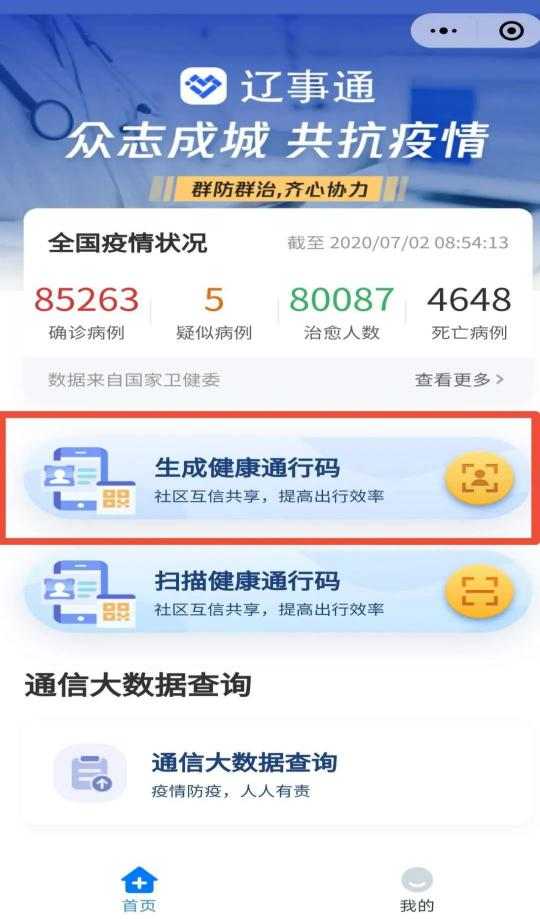 辽事通
众志成城 共抗疫情
群防群治,齐心协力
全国疫情状况
截至 2020/07/02 08:54:13
85263 5 80087 4648
确诊病例 疑似病例 治愈人数 死亡病例
数据来自国家卫健委
查看更多
生成健康通行码
社区互信共享，提高出行效率
扫描健康通行码
社区互信共享，提高出行效率
通信大数据查询
通信大数据查询
疫情防疫，人人有责
首页
我的